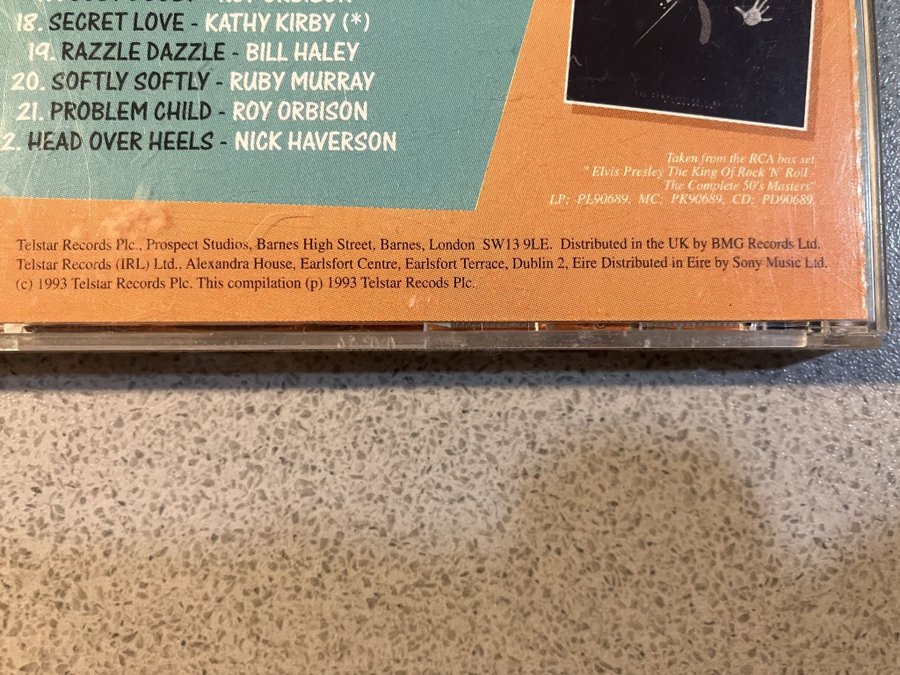 18. SECRET LOVE - KATHY KIRBY (*)
19. RAZZLE DAZZLE - BILL HALEY
20. SOFTLY SOFTLY - RUBY MURRAY
21. PROBLEM CHILD - ROY ORBISON
2. HEAD OVER HEELS - NICK HAVERSON
Taken from the RCA box set.
" Elvis Presley The King Of Rock 'N' Roll -
The Complete 50's Masters"
LP: PL90689, MC: PK90689, CD: PD90689.
Telstar Records Plc., Prospect Studios, Barnes High Street, Barnes, London SW13 9LE. Distributed in the UK by BMG Records Ltd.
Telstar Records (IRL) Ltd., Alexandra House, Earlsfort Centre, Earlsfort Terrace, Dublin 2, Eire Distributed in Eire by Sony Music Ltd.
(c) 1993 Telstar Records Plc. This compilation (p) 1993 Telstar Recods Plc.